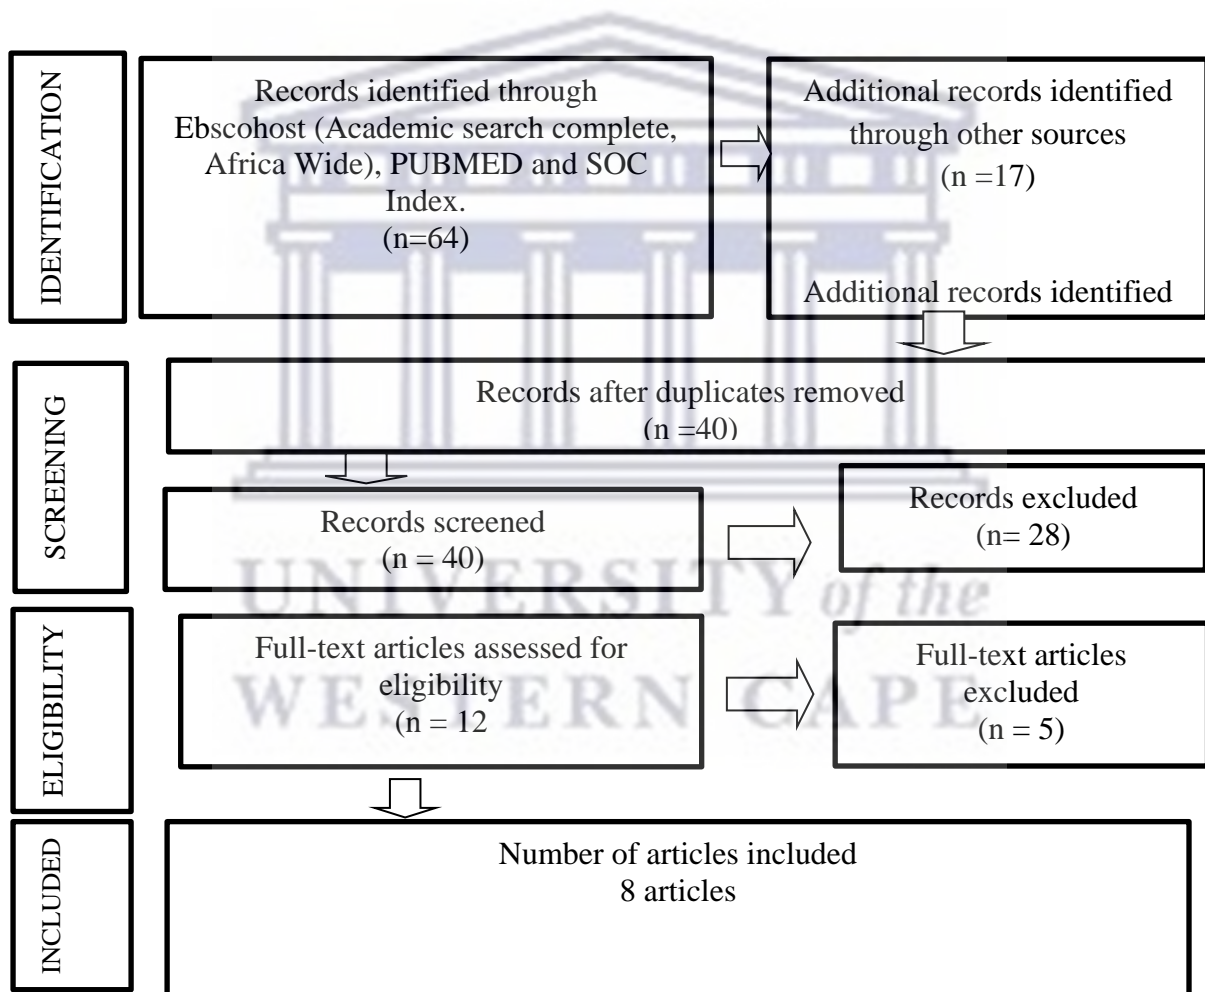 IDENTIFICATION
Records identified through
Ebscohost (Academic search complete,
Africa Wide), PUBMED and SOC
Index.
(n=64)
Additional records identified
through other sources
(n =17)
Additional records identified
SCREENING
Records after duplicates removed
(n =40)
Records screened
(n = 40)
Records excluded
(n= 28)
UNIVERSITY of the
WESTERN CAPE
ELIGIBILITY
Full-text articles assessed for
eligibility
(n = 12
Full-text articles
excluded
(n = 5)
INCLUDED
Number of articles included
8 articles